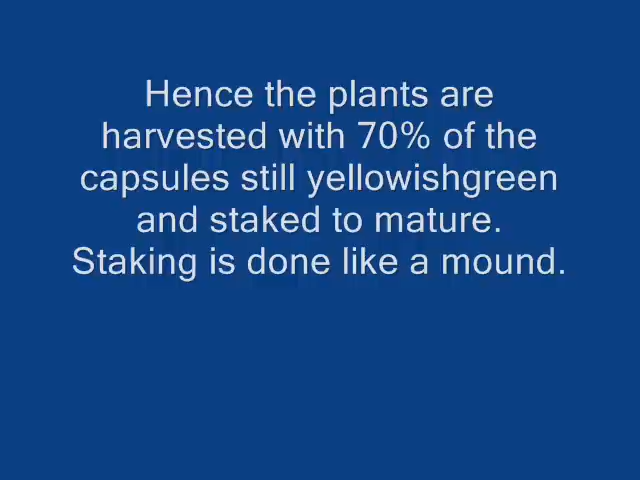 Hence the plants are
harvested with 70% of the
capsules still yellowishgreen
and staked to mature.
Staking is done like a mound.